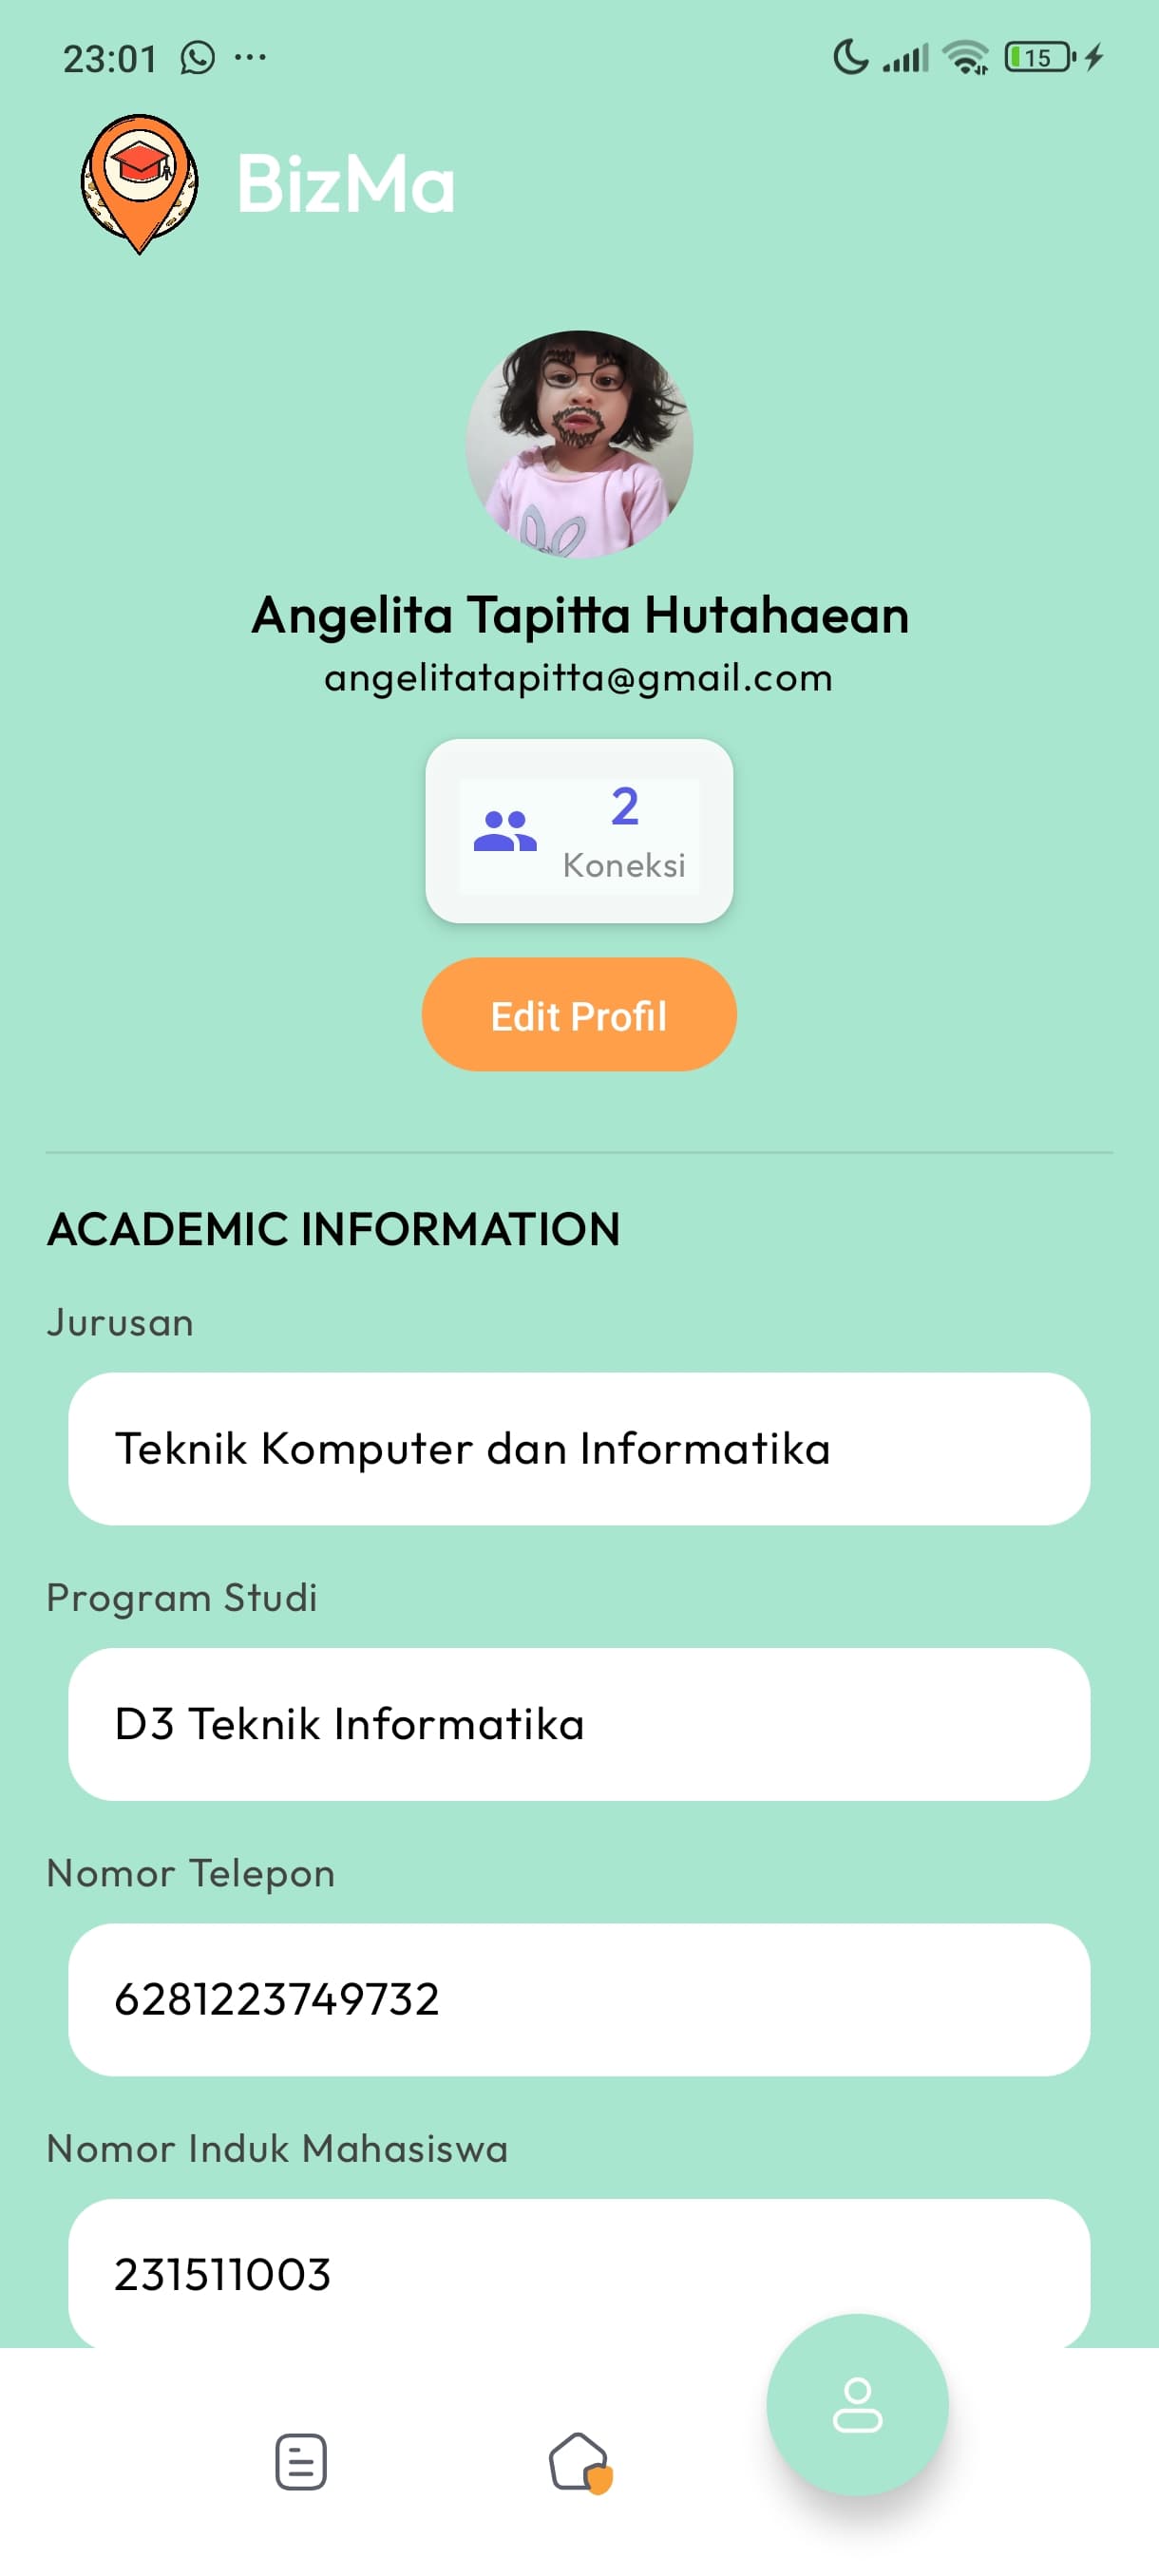 23:01
15
BizMa
Angelita Tapitta Hutahaean
angelitatapitta@gmail.com
2
Koneksi
Edit Profil
ACADEMIC INFORMATION
Jurusan
Teknik Komputer dan Informatika
Program Studi
D3 Teknik Informatika
Nomor Telepon
6281223749732
Nomor Induk Mahasiswa
231511003